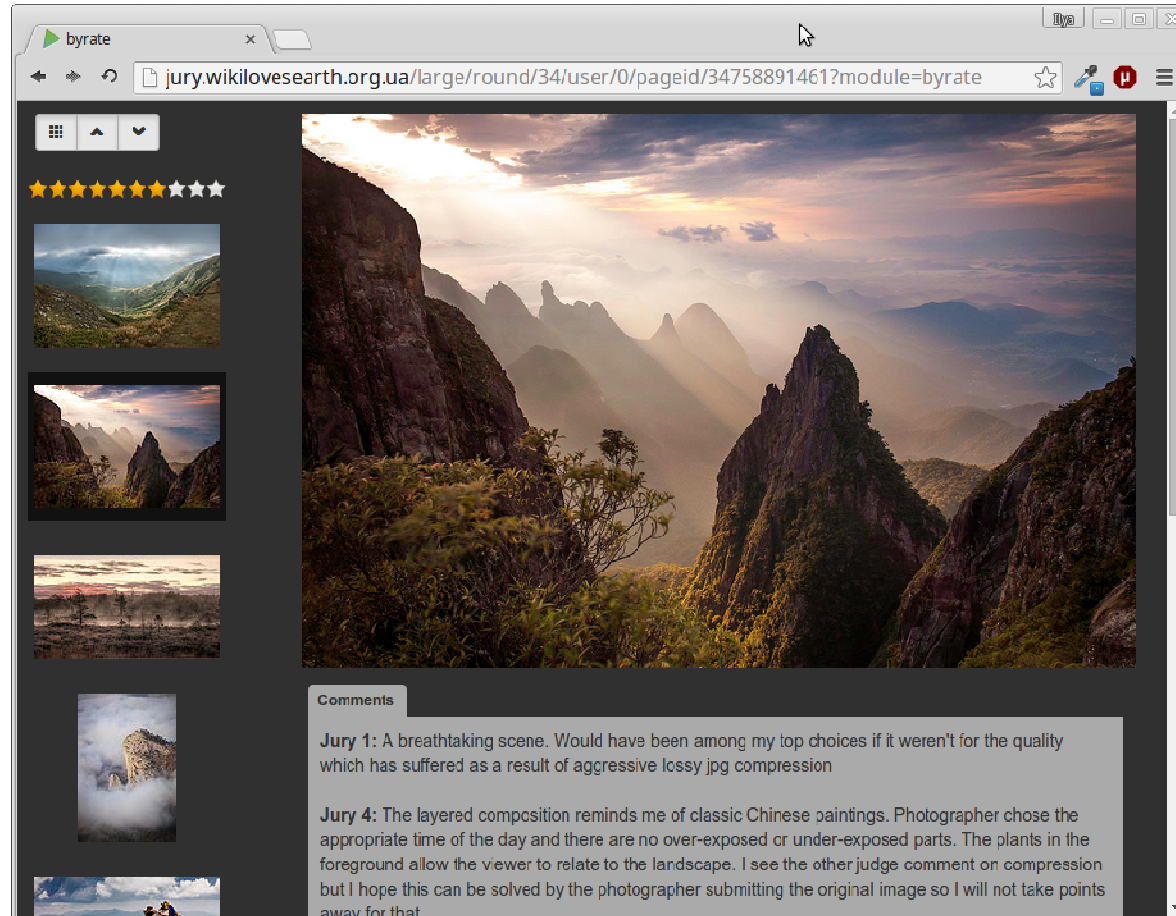 Ilya
byrate
jury.wikilovesearth.org.ua/large/round/34/user/0/pageid/34758891461?module=byrate
Comments
Jury 1: A breathtaking scene. Would have been among my top choices if it weren't for the quality
which has suffered as a result of aggressive lossy jpg compression
Jury 4: The layered composition reminds me of classic Chinese paintings. Photographer chose the
appropriate time of the day and there are no over-exposed or under-exposed parts. The plants in the
foreground allow the viewer to relate to the landscape. I see the other judge comment on compression
but I hope this can be solved by the photographer submitting the original image so I will not take points
away for that